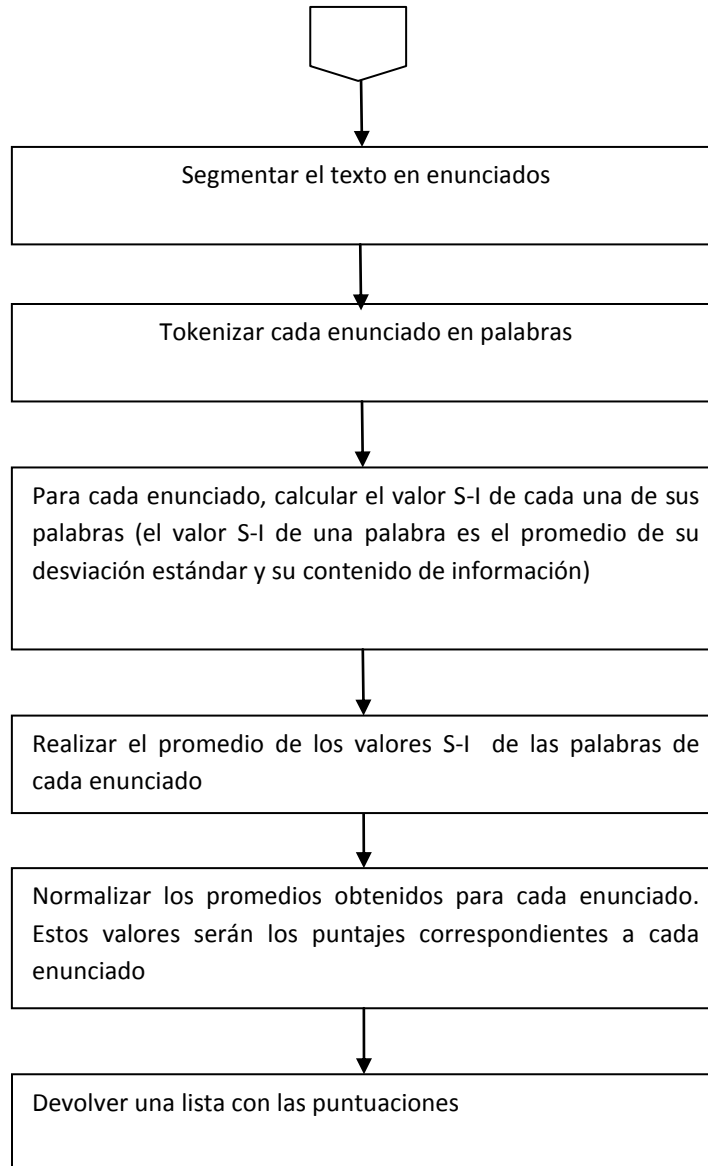 Segmentar el texto en enunciados
Tokenizar cada enunciado en palabras
Para cada enunciado, calcular el valor S-I de cada una de sus
palabras (el valor S-I de una palabra es el promedio de su
desviación estándar y su contenido de información)
Realizar el promedio de los valores S-I de las palabras de
cada enunciado
Normalizar los promedios obtenidos para cada enunciado.
Estos valores serán los puntajes correspondientes a cada
enunciado
Devolver una lista con las puntuaciones